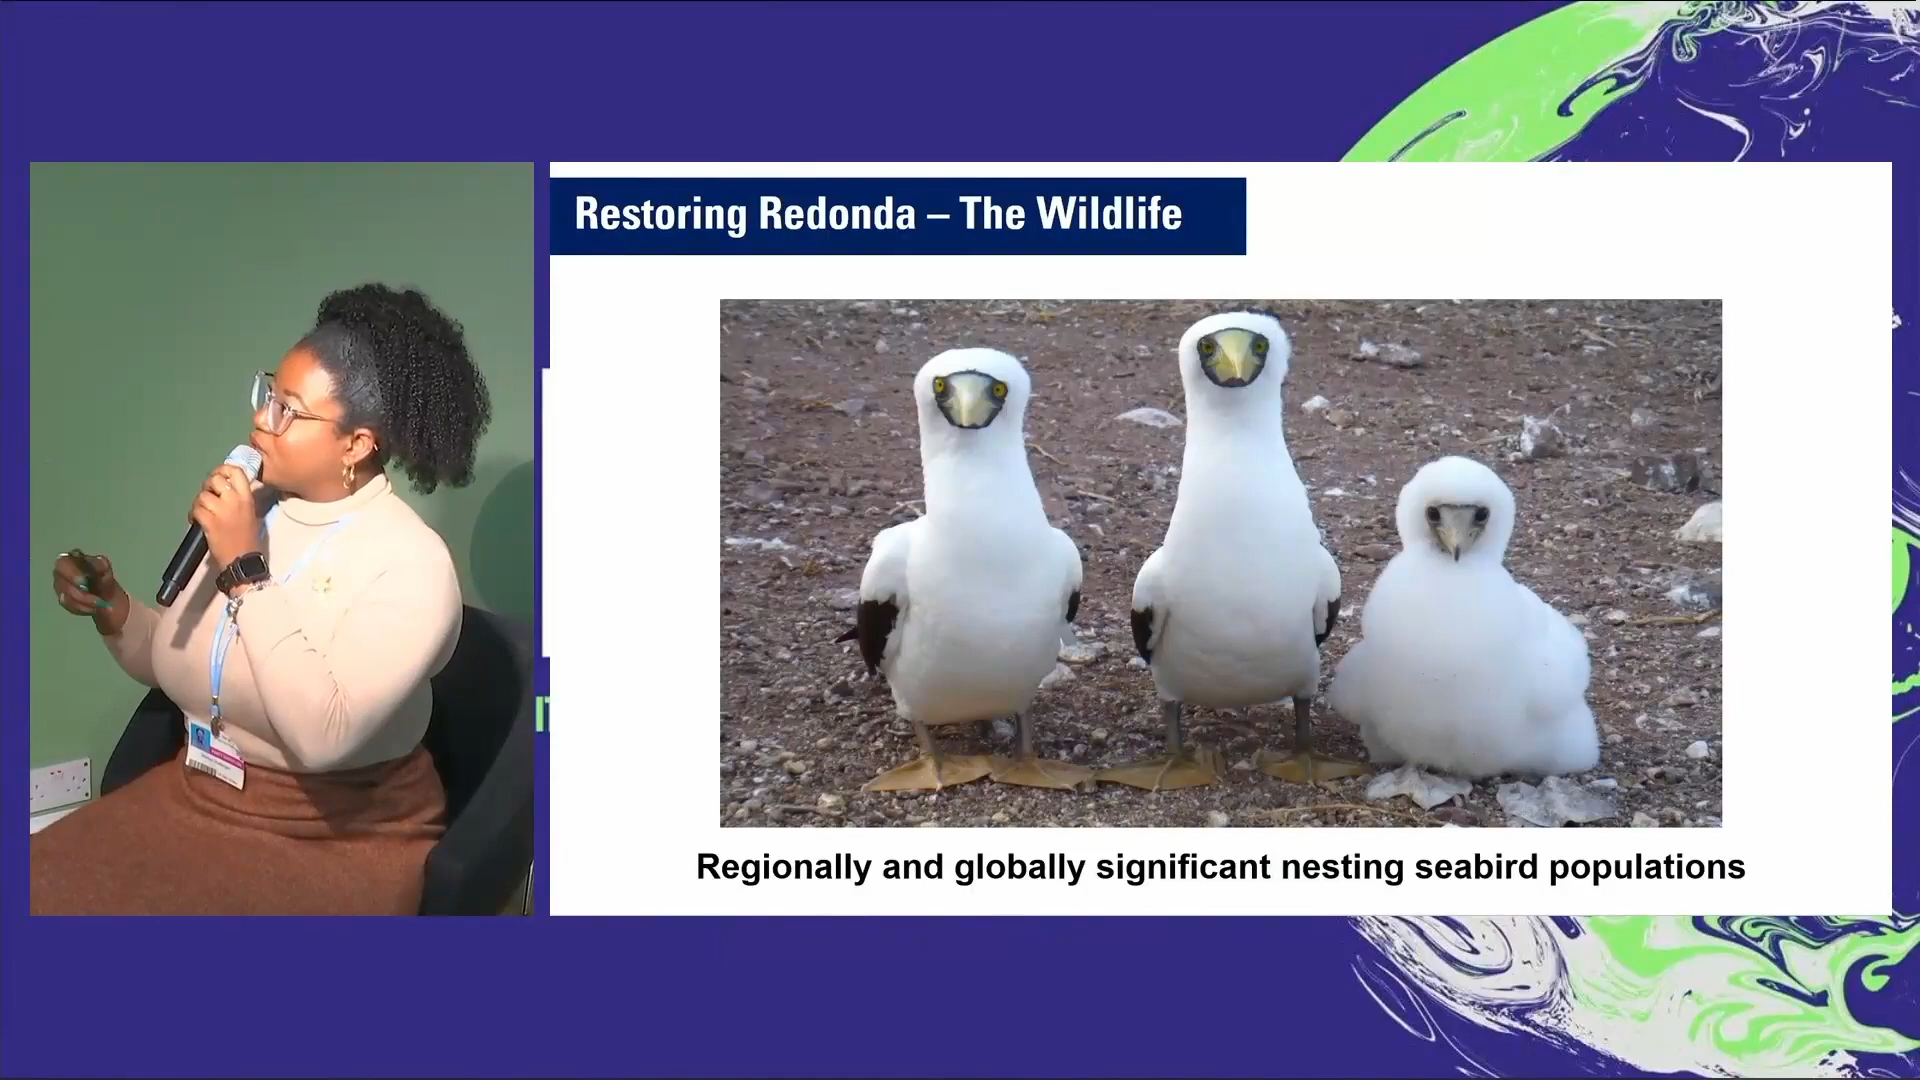 Restoring Redonda – The Wildlife
Regionally and globally significant nesting seabird populations